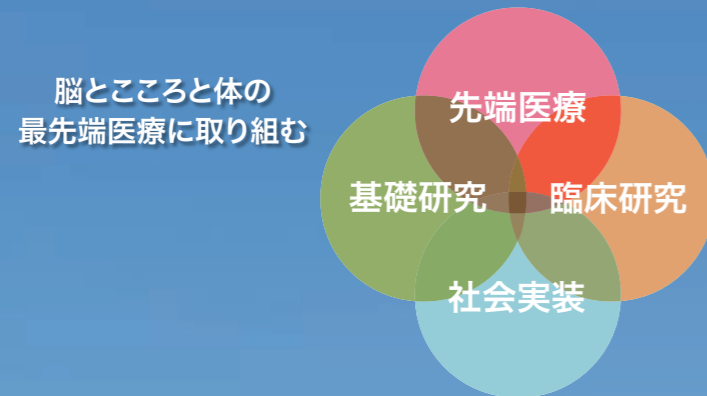 脳とこころと体の
最先端医療に取り組む
先端医療
基礎研究
臨床研究
社会実装